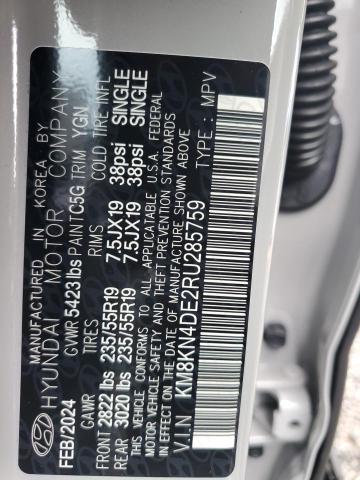 HYUNDAI MOTOR COMPANY
MADE IN KOREA BY
FEB/2024 GVWR 5423 lbs PAINT C5G TRIM YGN
GAWR TIRES RIMS COLD TIRE INFL
FRONT 2822 lbs 235/55R19 7.5JX19 38psi SINGLE
REAR 3020 lbs 235/55R19 7.5JX19 38psi SINGLE
THIS VEHICLE CONFORMS TO ALL APPLICABLE U.S.A. FEDERAL
MOTOR VEHICLE SAFETY AND THEFT PREVENTION STANDARDS
IN EFFECT ON THE DATE OF MANUFACTURE SHOWN ABOVE
V.I.N KM8KN4DE2RU285759 TYPE : MPV